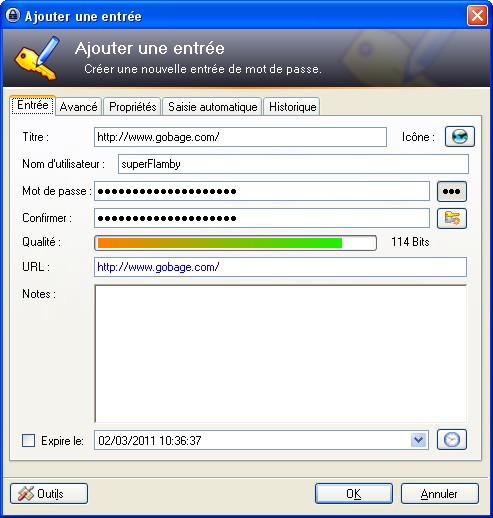 Ajouter une entrée
Ajouter une entrée
Créer une nouvelle entrée de mot de passe.
Entrée Avancé Propriétés Saisie automatique Historique
Titre : http://www.gobage.com/ Icône :
Nom d'utilisateur : superFlamby
Mot de passe : ●●●●●●●●●●●●●●●●●●●● ●●●
Confirmer : ●●●●●●●●●●●●●●●●●●●●
Qualité : 114 Bits
URL : http://www.gobage.com/
Notes :
Expire le: 02/03/2011 10:36:37
Outils OK Annuler